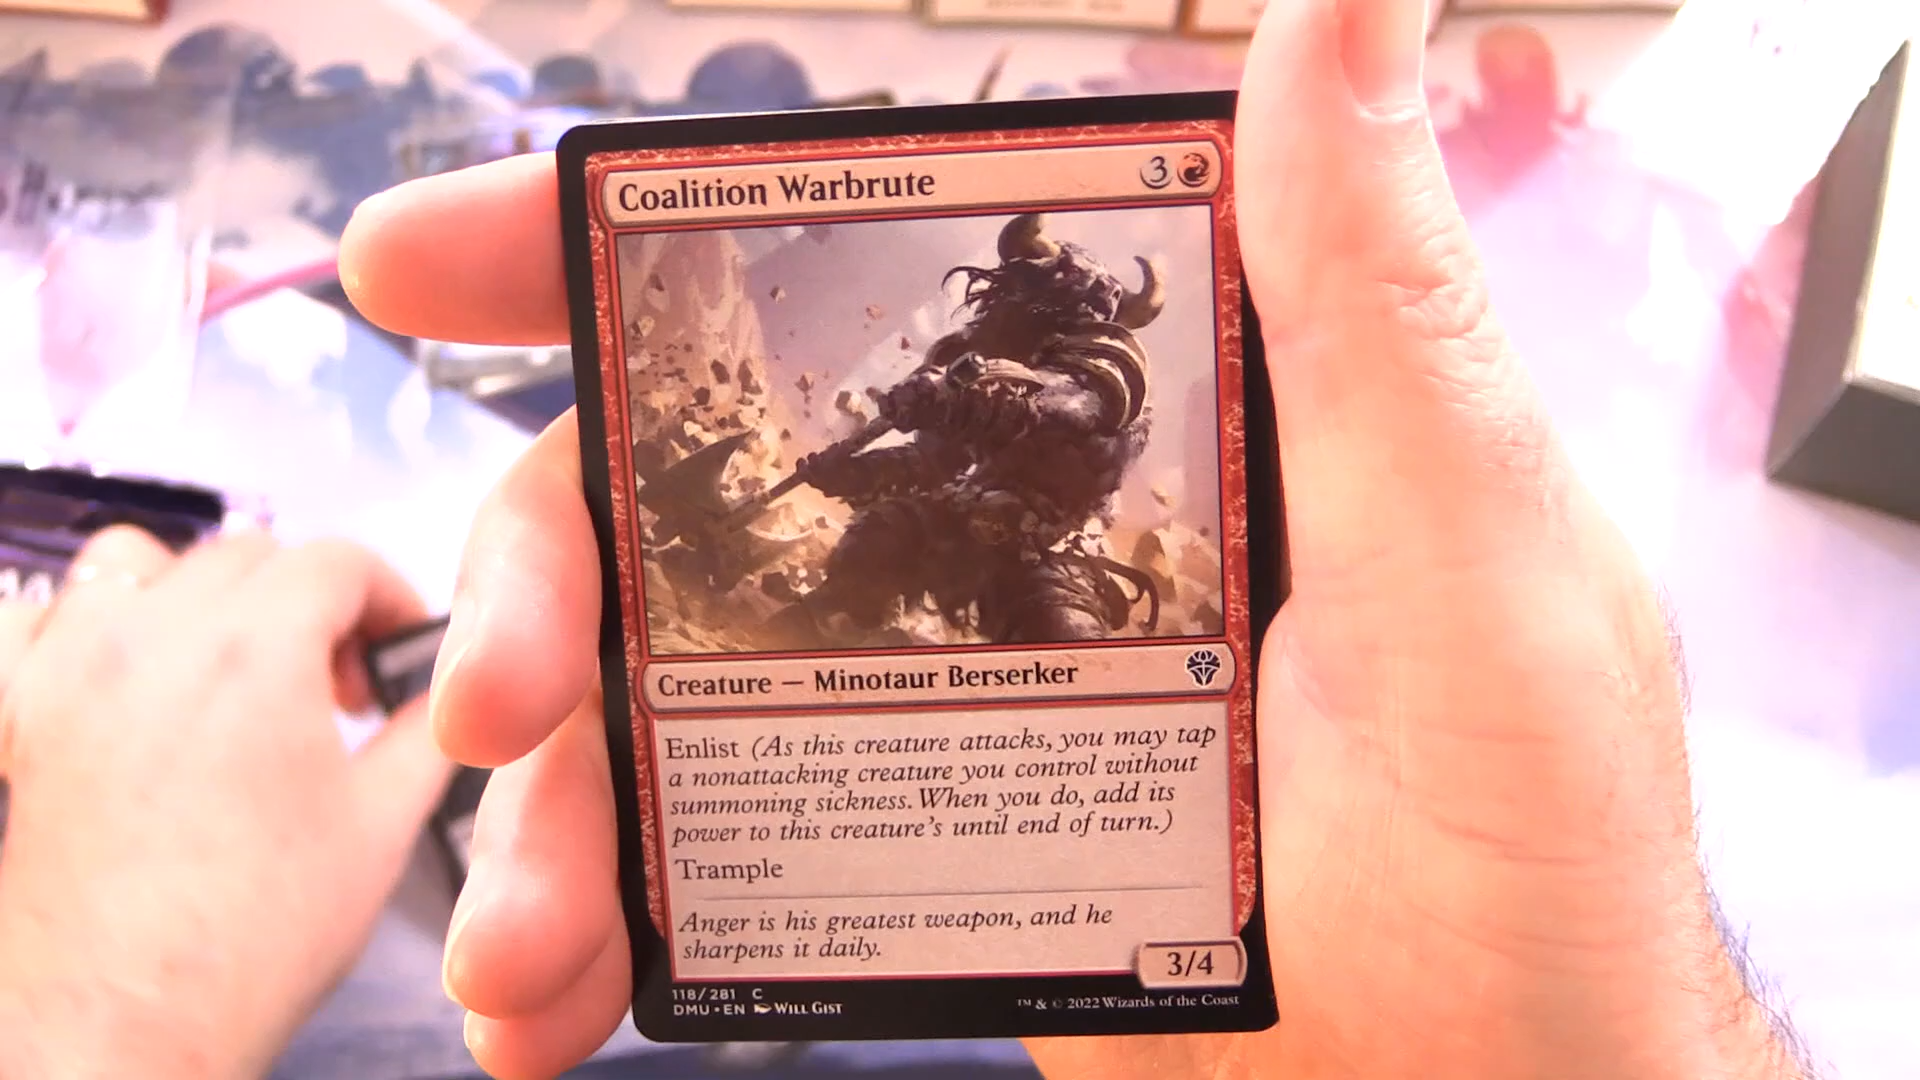 Coalition Warbrute 3
Creature — Minotaur Berserker
Enlist (As this creature attacks, you may tap
a nonattacking creature you control without
summoning sickness. When you do, add its
power to this creature's until end of turn.)
Trample
Anger is his greatest weapon, and he
sharpens it daily.
3/4
118/281 C
DMU • EN WILL GIST
™ & © 2022 Wizards of the Coast